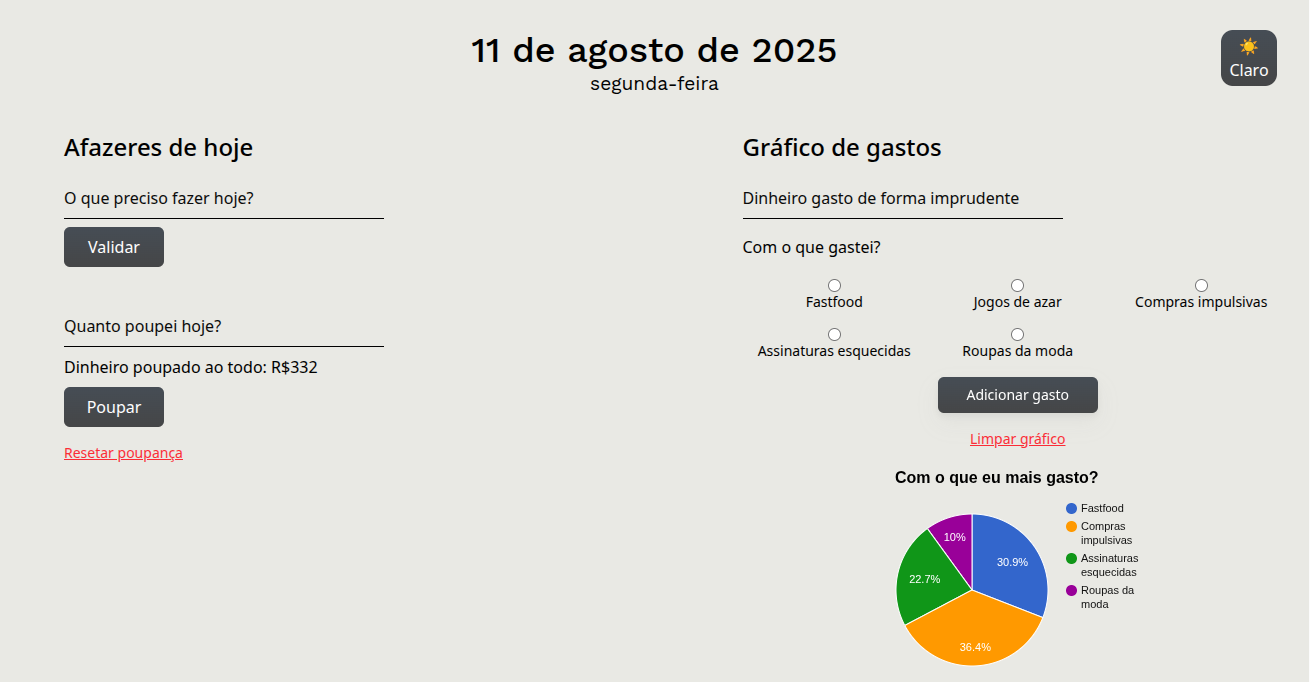 11 de agosto de 2025
segunda-feira
Claro
Afazeres de hoje
O que preciso fazer hoje?
Validar
Quanto poupei hoje?
Dinheiro poupado ao todo: R$332
Poupar
Resetar poupança
Gráfico de gastos
Dinheiro gasto de forma imprudente
Com o que gastei?
Fastfood
Jogos de azar
Compras impulsivas
Assinaturas esquecidas
Roupas da moda
Adicionar gasto
Limpar gráfico
Com o que eu mais gasto?
10%
30.9%
22.7%
36.4%
Fastfood
Compras
impulsivas
Assinaturas
esquecidas
Roupas da
moda